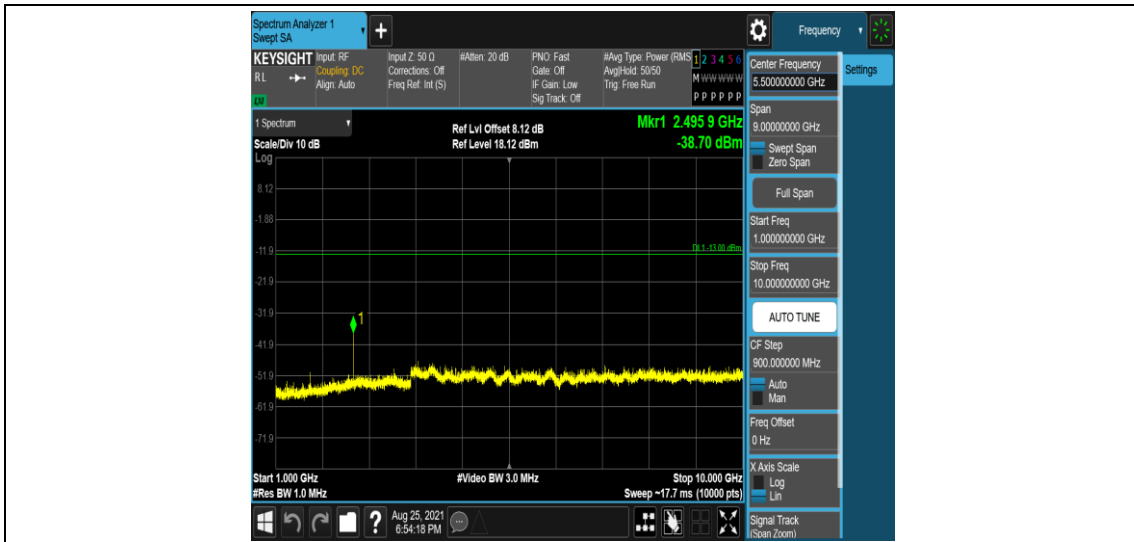 Spectrum Analyzer 1
Swept SA
Frequency
KEYSIGHT
RL
LXI
Input: RF
Coupling: DC
Align: Auto
Input Z: 50 Ω
Corrections: Off
Freq Ref: Int (S)
#Atten: 20 dB
PNO: Fast
Gate: Off
IF Gain: Low
Sig Track: Off
#Avg Type: Power (RMS
Avg|Hold: 50/50
Trig: Free Run
1 2 3 4 5 6
M W W W W W
P P P P P P
1 Spectrum
Scale/Div 10 dB
Ref Lvl Offset 8.12 dB
Ref Level 18.12 dBm
Mkr1 2.495 9 GHz
-38.70 dBm
Log
8.12
-1.88
-11.9
DL1 -13.00 dBm
-21.9
-31.9
1
-41.9
-51.9
-61.9
-71.9
Start 1.000 GHz
#Res BW 1.0 MHz
#Video BW 3.0 MHz
Stop 10.000 GHz
Sweep ~17.7 ms (10000 pts)
Aug 25, 2021
6:54:18 PM
Center Frequency
5.500000000 GHz
Settings
Span
9.00000000 GHz
Swept Span
Zero Span
Full Span
Start Freq
1.000000000 GHz
Stop Freq
10.000000000 GHz
AUTO TUNE
CF Step
900.000000 MHz
Auto
Man
Freq Offset
0 Hz
X Axis Scale
Log
Lin
Signal Track
(Span Zoom)